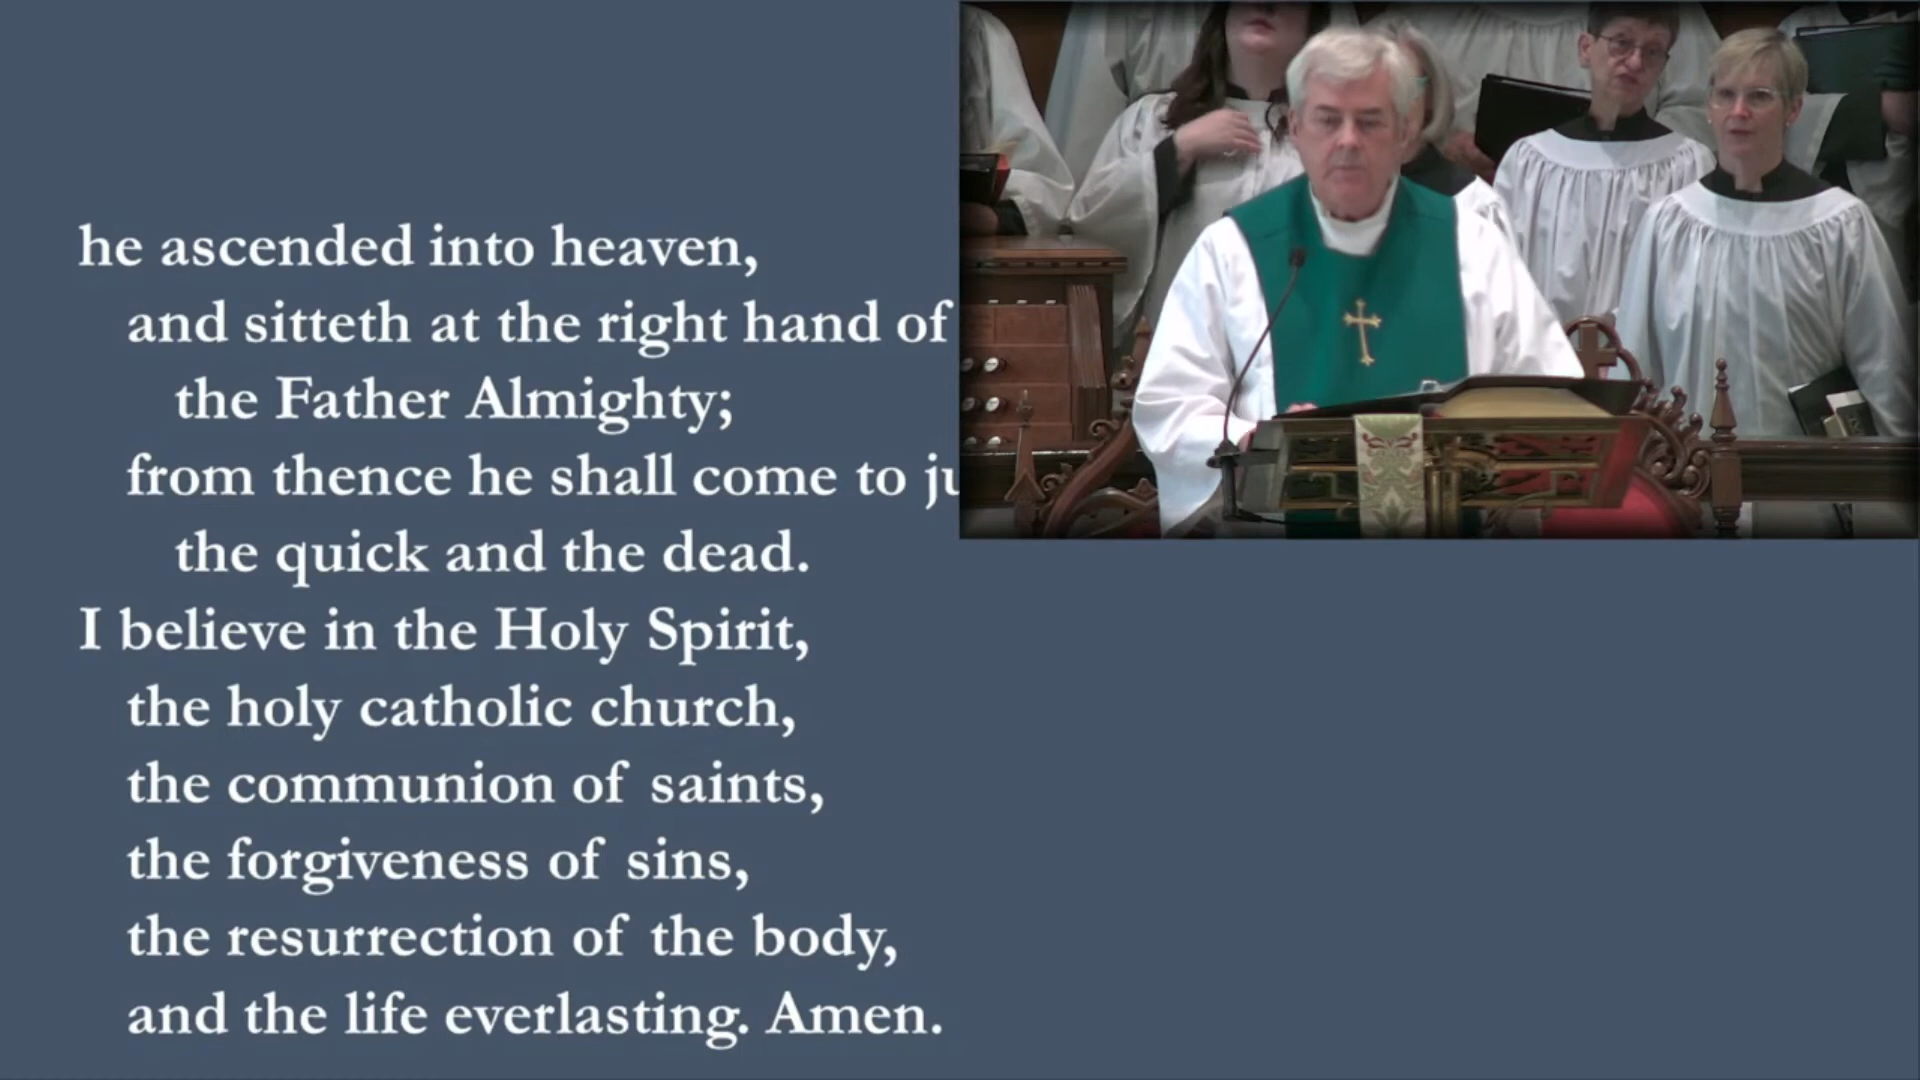 he ascended into heaven,
and sitteth at the right hand of
the Father Almighty;
from thence he shall come to
the quick and the dead.
I believe in the Holy Spirit,
the holy catholic church,
the communion of saints,
the forgiveness of sins,
the resurrection of the body,
and the life everlasting. Amen.